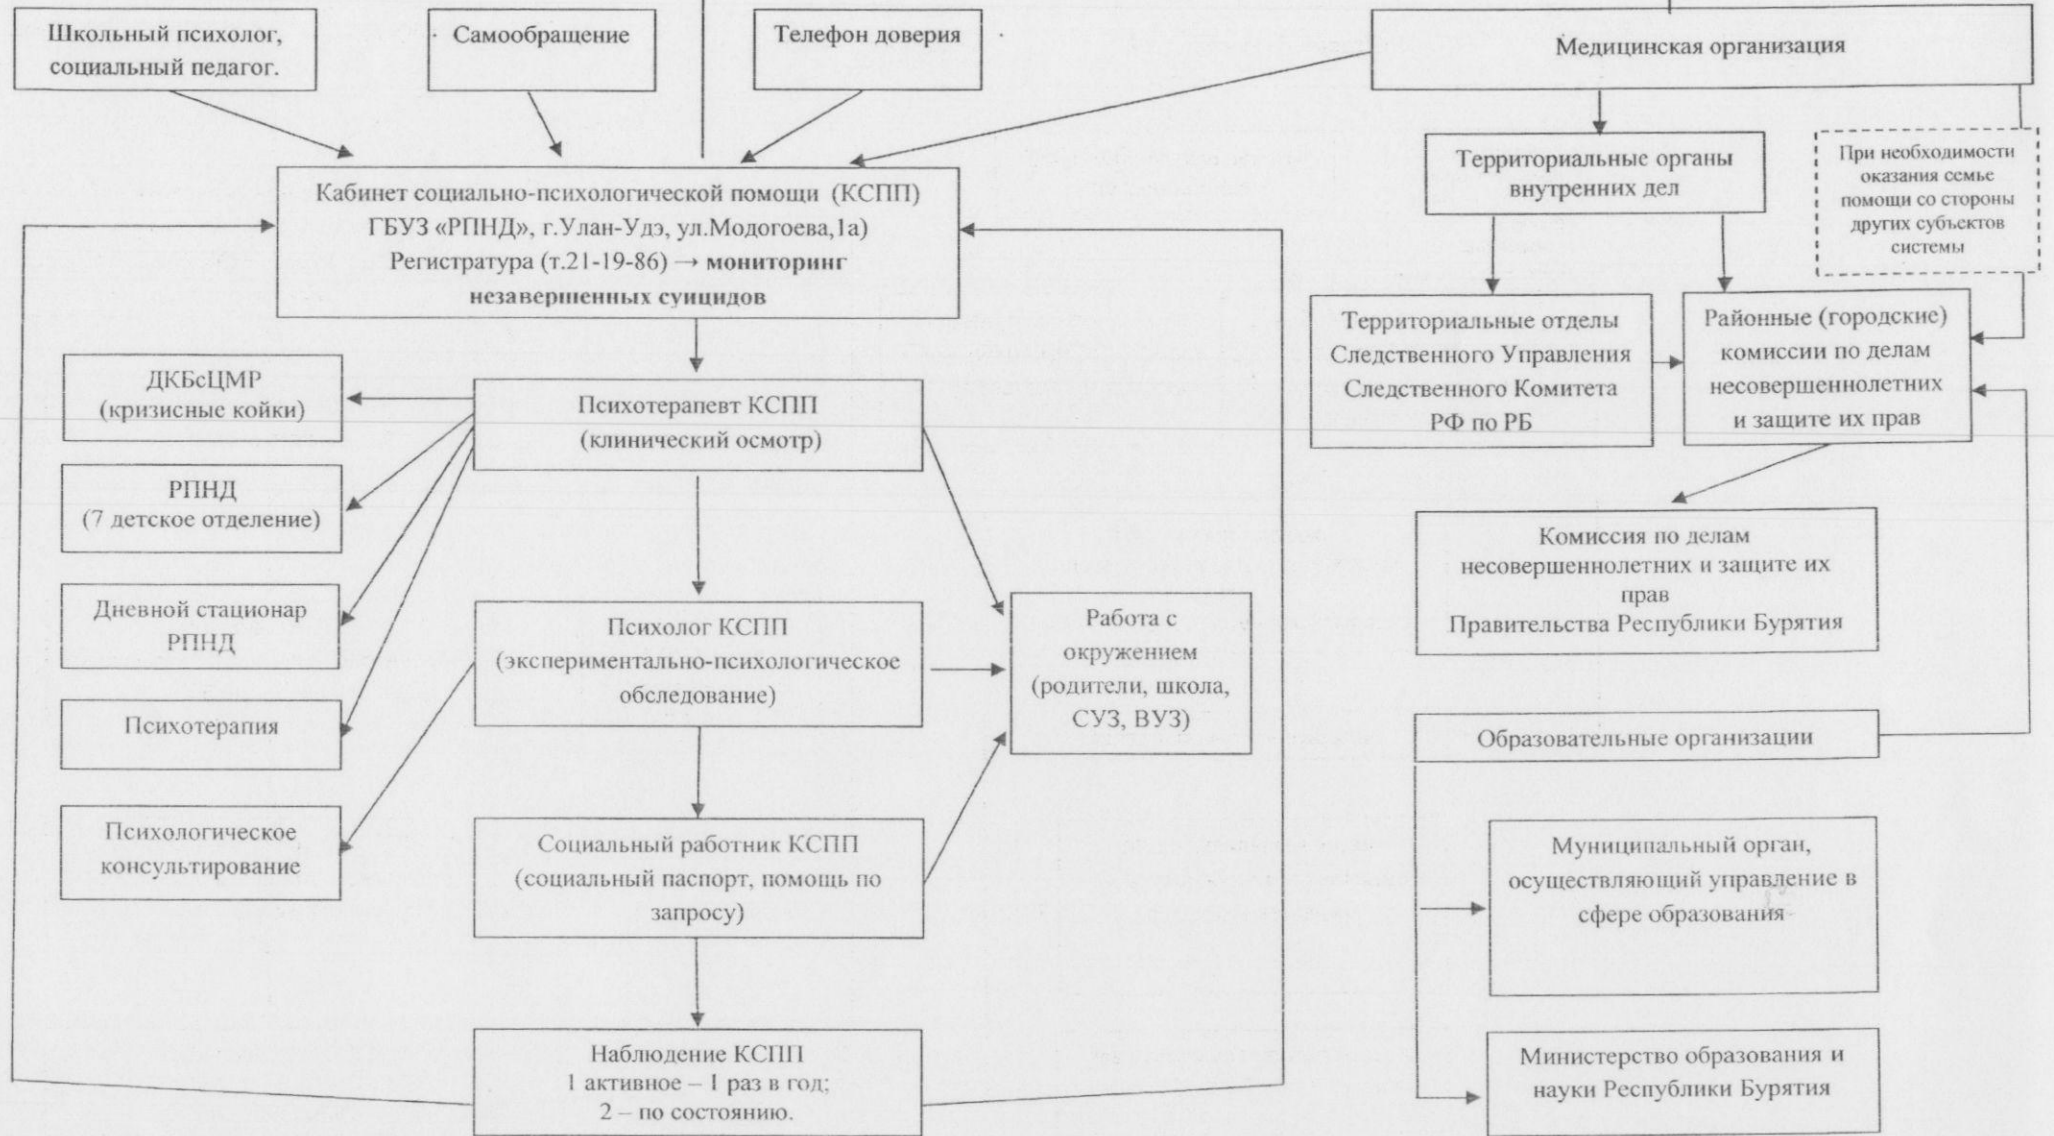 Школьный психолог,
социальный педагог.
Самообращение
Телефон доверия
Медицинская организация
Территориальные органы
внутренних дел
При необходимости
оказания семье
помощи со стороны
других субъектов
системы
Кабинет социально-психологической помощи (КСПП)
ГБУЗ «РПНД», г.Улан-Удэ, ул.Модогоева,1а)
Регистратура (т.21-19-86) → мониторинг
незавершенных суицидов
Территориальные отделы
Следственного Управления
Следственного Комитета
РФ по РБ
Районные (городские)
комиссии по делам
несовершеннолетних
и защите их прав
ДКБсЦМР
(кризисные койки)
Психотерапевт КСПП
(клинический осмотр)
РПНД
(7 детское отделение)
Комиссия по делам
несовершеннолетних и защите их
прав
Правительства Республики Бурятия
Дневной стационар
РПНД
Психолог КСПП
(экспериментально-психологическое
обследование)
Работа с
окружением
(родители, школа,
СУЗ, ВУЗ)
Психотерапия
Образовательные организации
Психологическое
консультирование
Социальный работник КСПП
(социальный паспорт, помощь по
запросу)
Муниципальный орган,
осуществляющий управление в
сфере образования
Наблюдение КСПП
1 активное – 1 раз в год;
2 – по состоянию.
Министерство образования и
науки Республики Бурятия